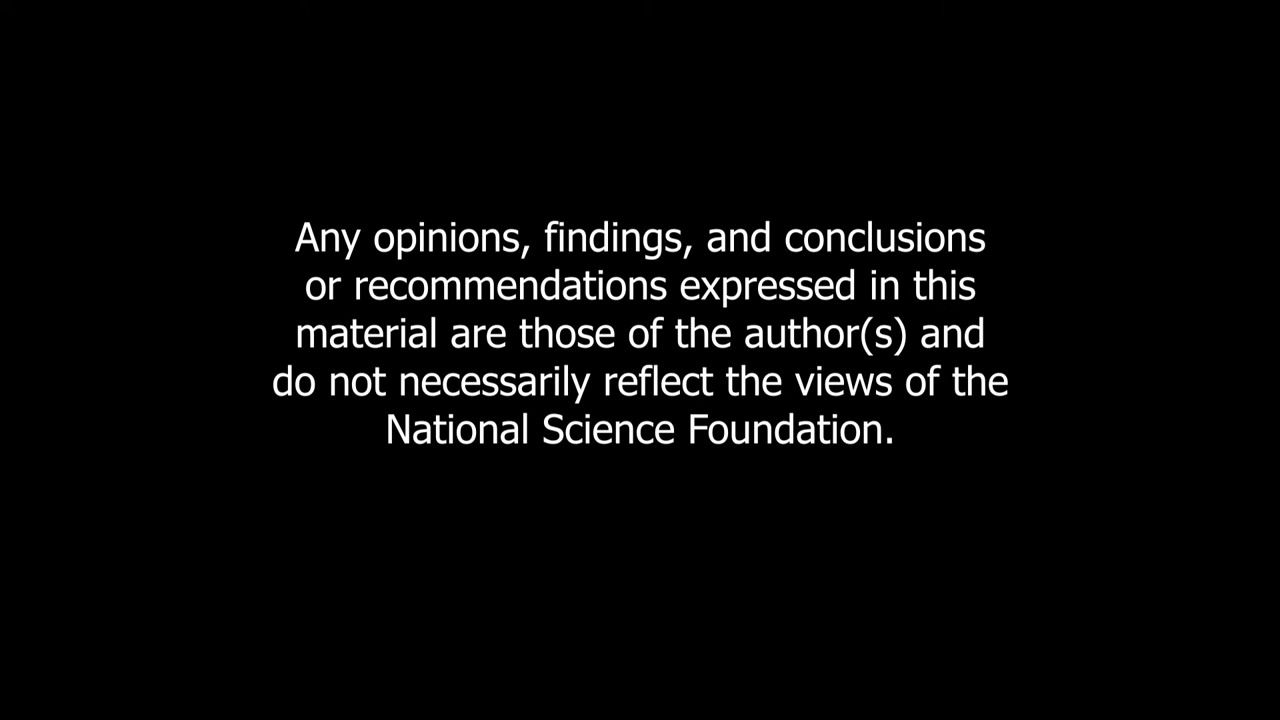 Any opinions, findings, and conclusions
or recommendations expressed in this
material are those of the author(s) and
do not necessarily reflect the views of the
National Science Foundation.